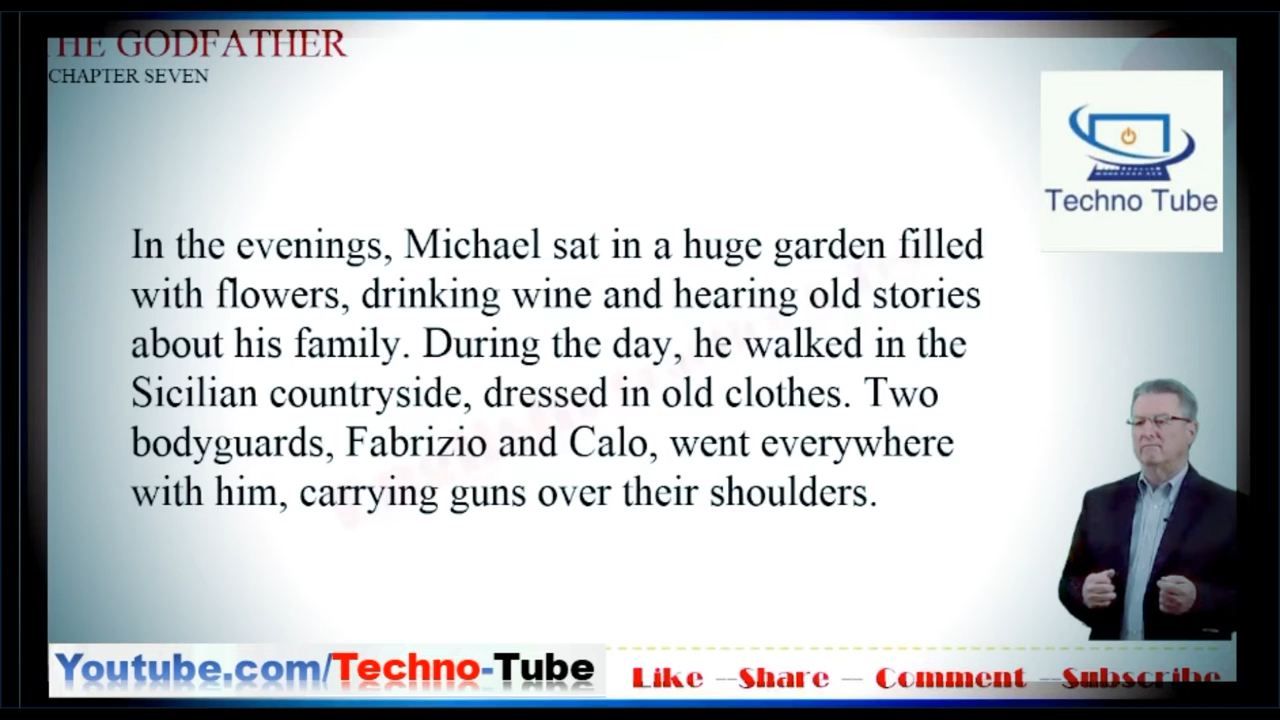 THE GODFATHER
CHAPTER SEVEN
Techno Tube
In the evenings, Michael sat in a huge garden filled
with flowers, drinking wine and hearing old stories
about his family. During the day, he walked in the
Sicilian countryside, dressed in old clothes. Two
bodyguards, Fabrizio and Calo, went everywhere
with him, carrying guns over their shoulders.
Youtube.com/Techno-Tube
Like – Share – Comment – Subscribe